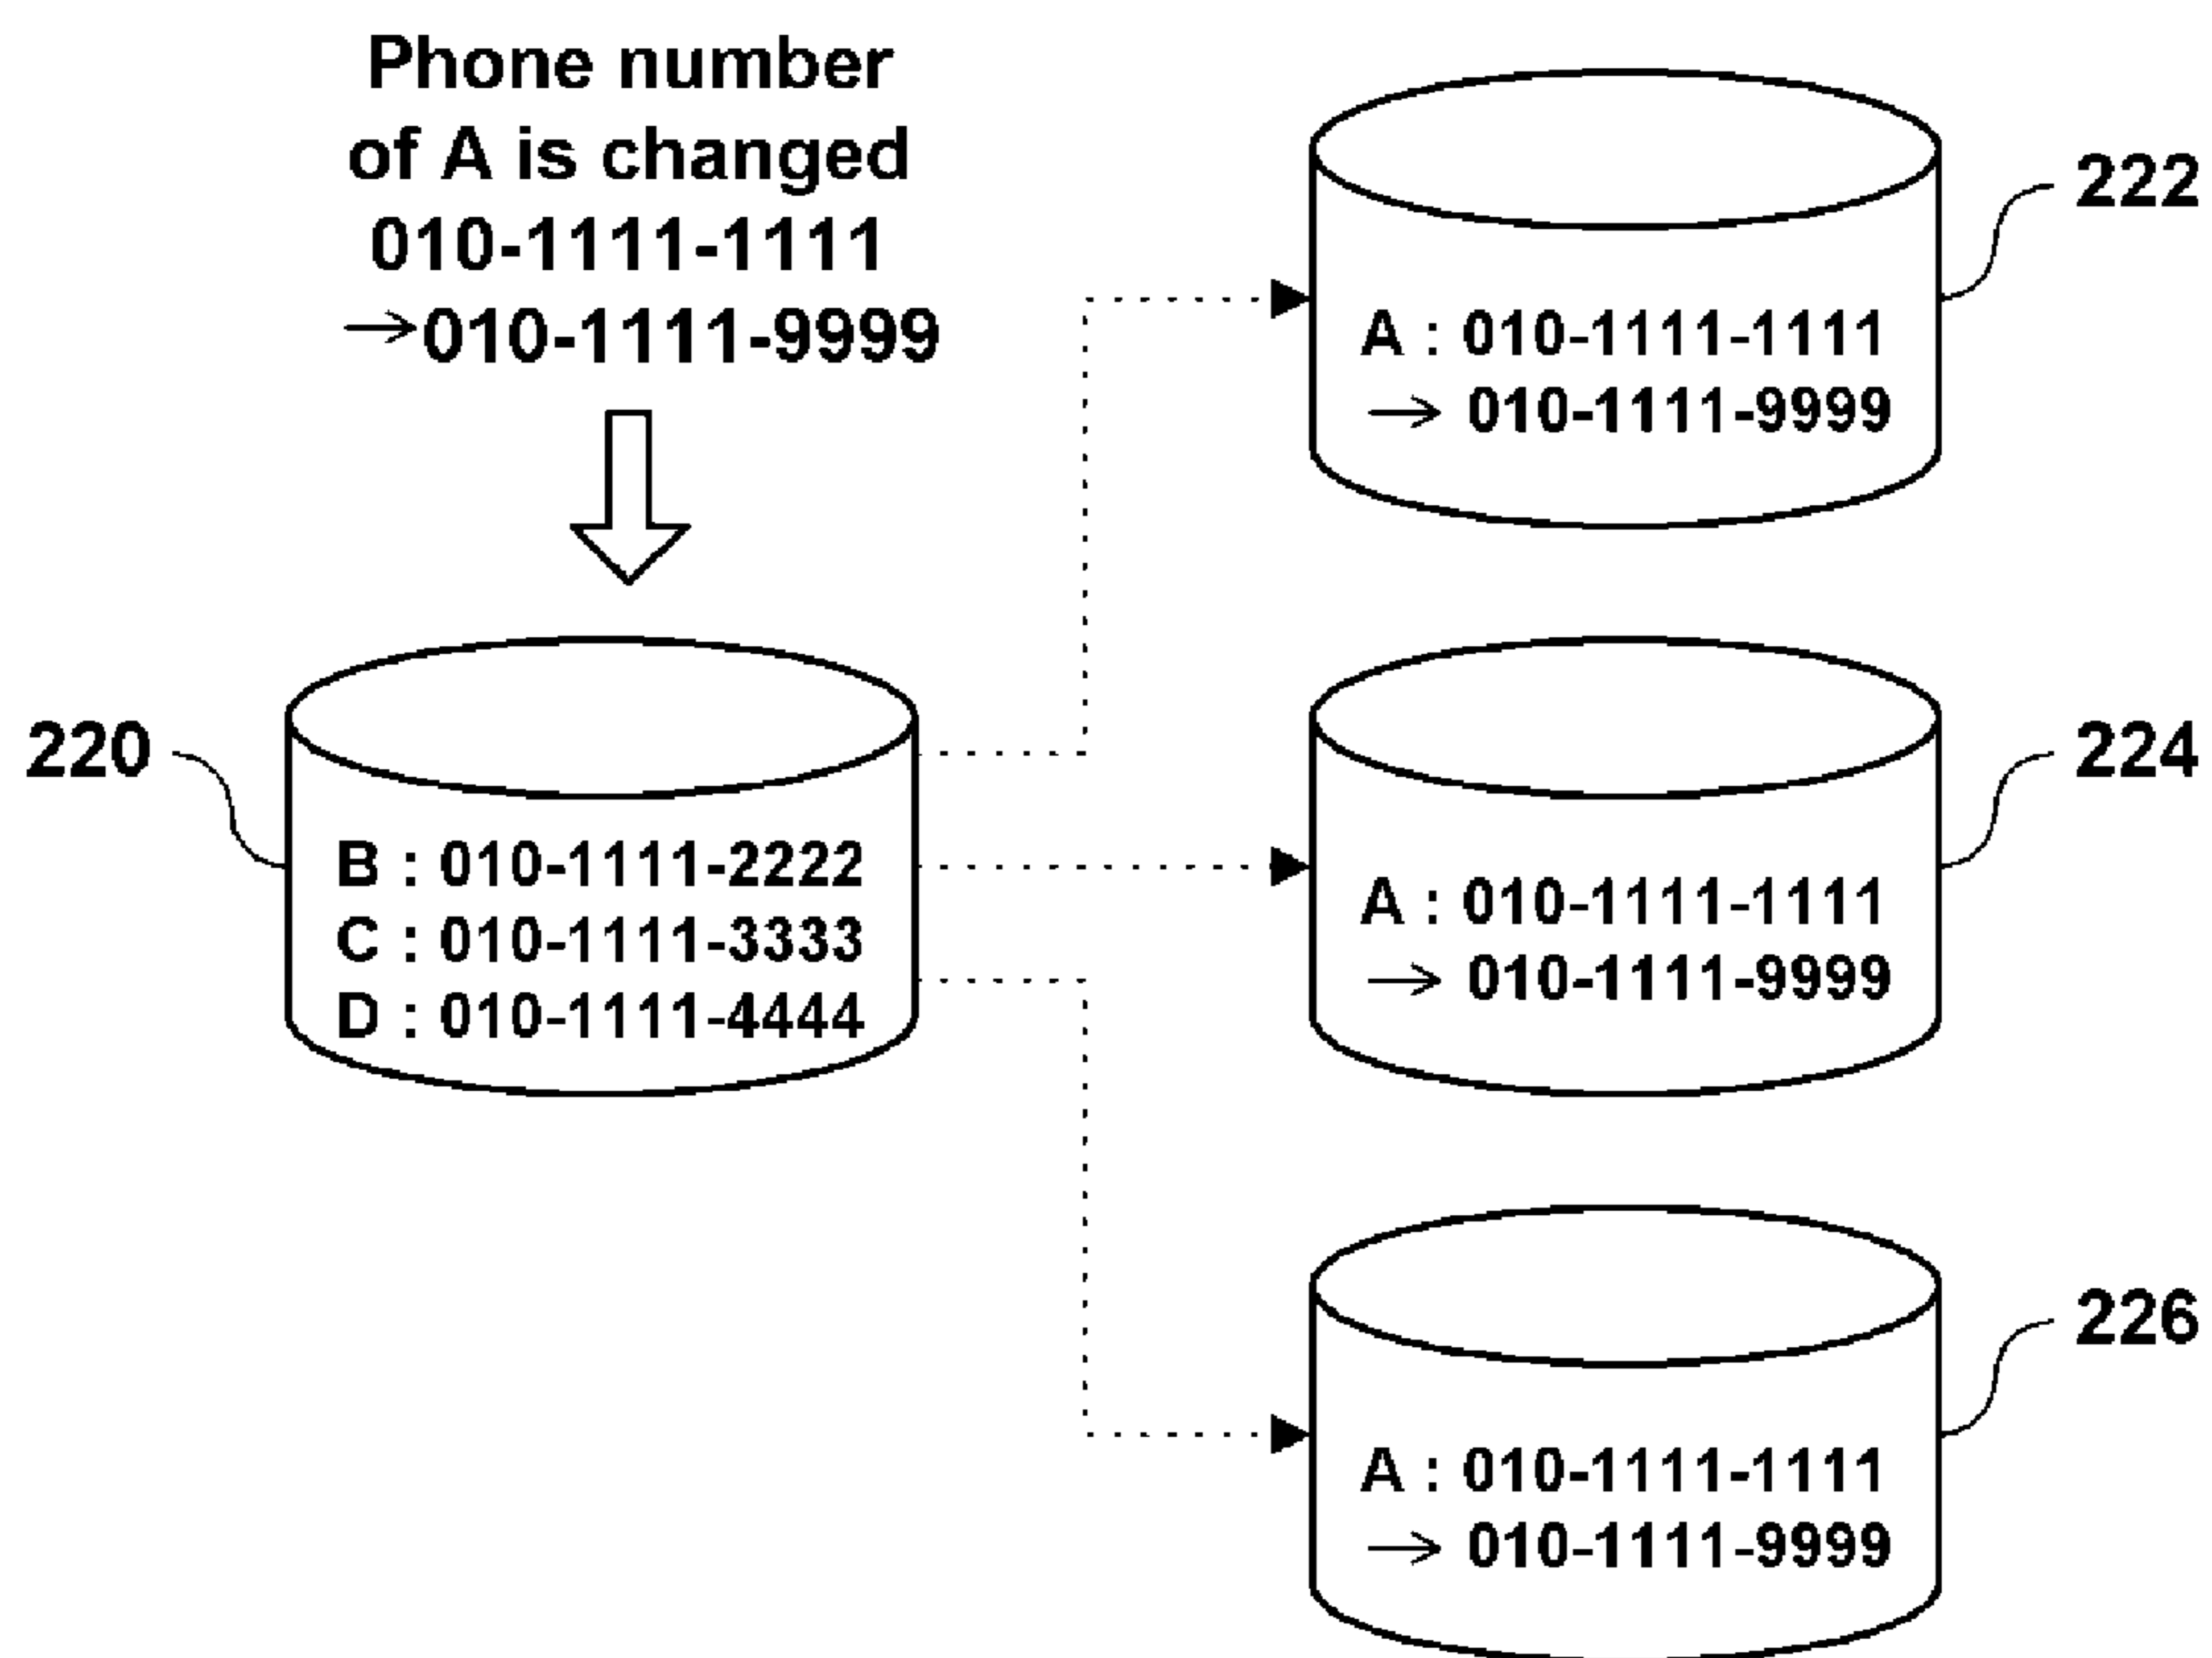 Phone number
of A is changed
010-1111-1111
→010-1111-9999
220
B : 010-1111-2222
C : 010-1111-3333
D : 010-1111-4444
222
A : 010-1111-1111
→ 010-1111-9999
224
A : 010-1111-1111
→ 010-1111-9999
226
A : 010-1111-1111
→ 010-1111-9999